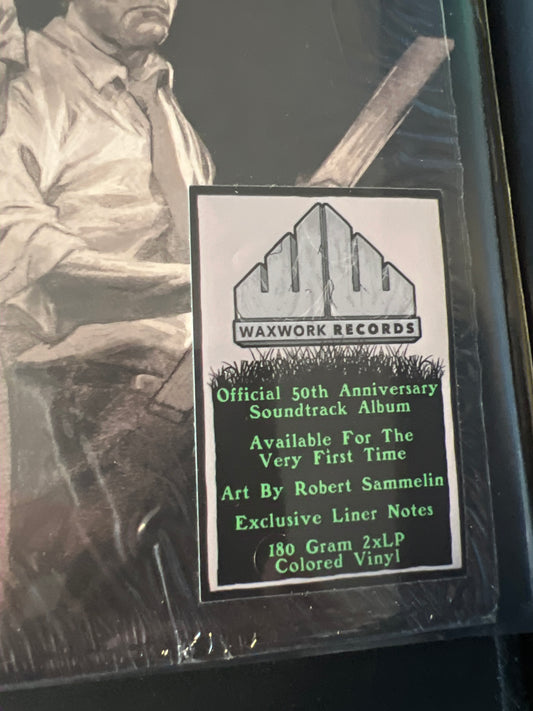 WAXWORK RECORDS
Official 50th Anniversary
Soundtrack Album
Available For The
Very First Time
Art By Robert Sammelin
Exclusive Liner Notes
180 Gram 2xLP
Colored Vinyl